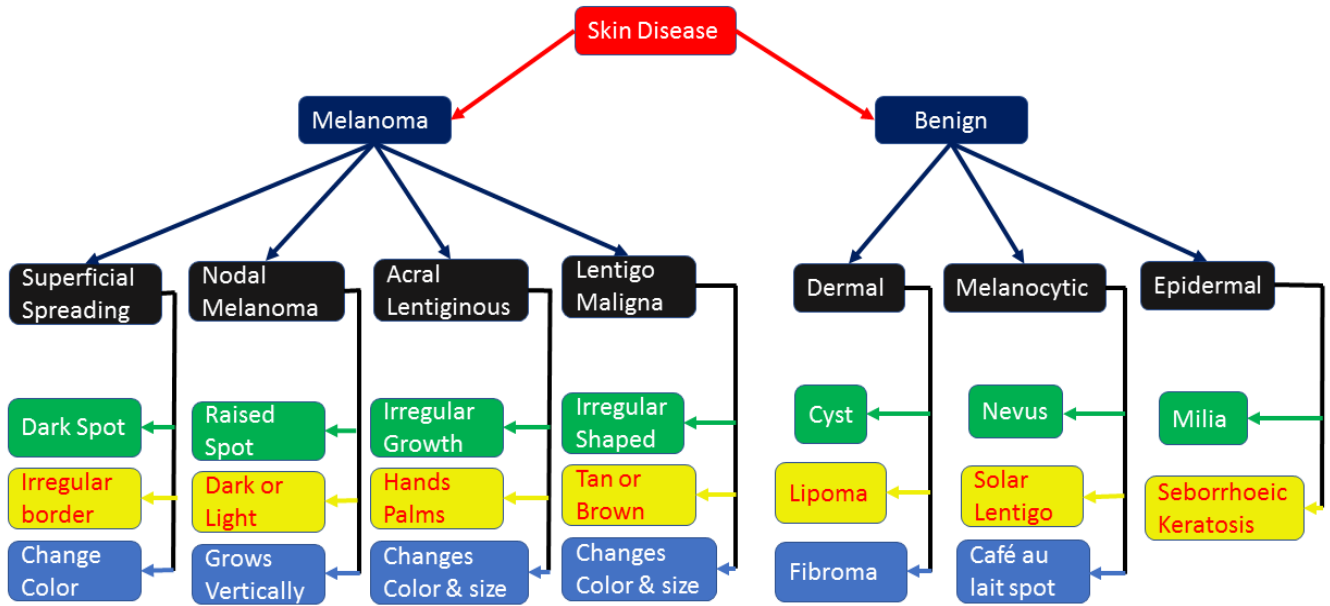 Skin Disease
Melanoma
Benign
Superficial
Spreading
Nodal
Melanoma
Acral
Lentiginous
Lentigo
Maligna
Dermal
Melanocytic
Epidermal
Dark Spot
Raised
Spot
Irregular
Growth
Irregular
Shaped
Cyst
Nevus
Milia
Irregular
border
Dark or
Light
Hands
Palms
Tan or
Brown
Lipoma
Solar
Lentigo
Seborrhoeic
Keratosis
Change
Color
Grows
Vertically
Changes
Color & size
Changes
Color & size
Fibroma
Café au
lait spot